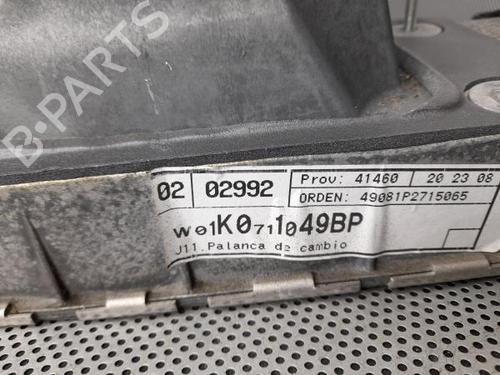 B-PARTS
02 02992 Prov: 41460 20 23 08
ORDEN: 49081P2715065
W01K0711049BP
J11.Palanca de cambio